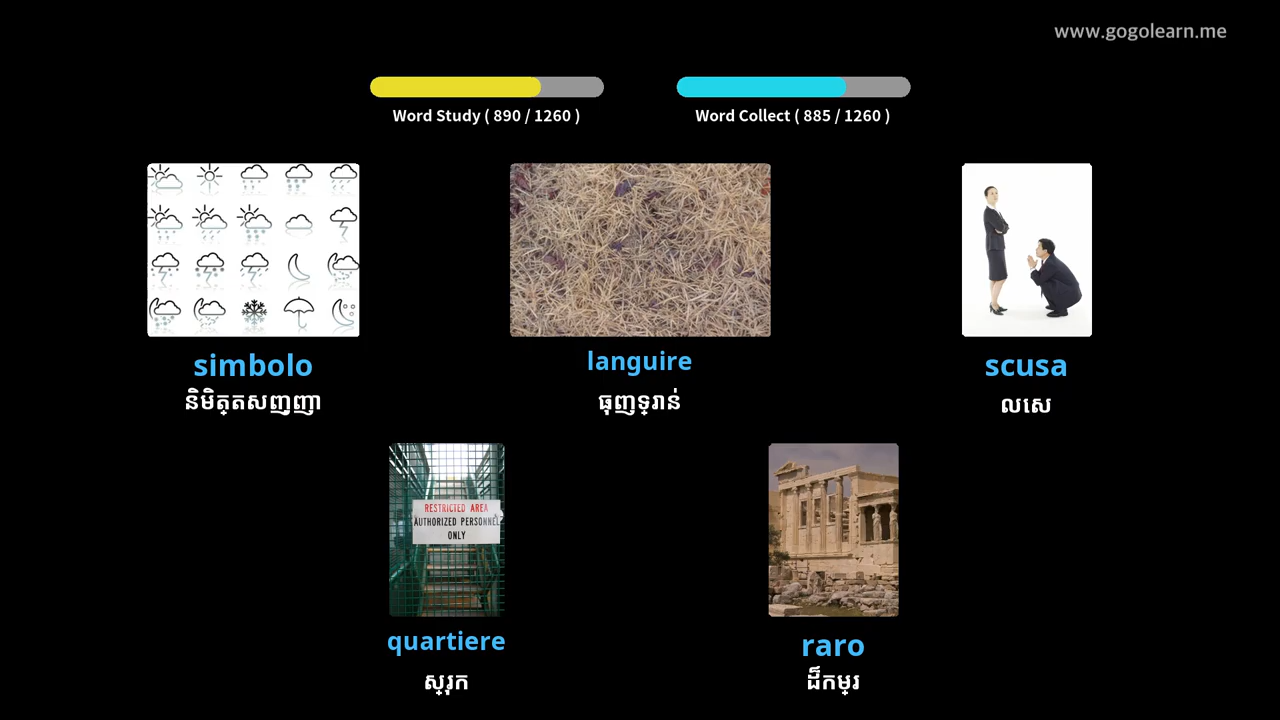 www.gogolearn.me
Word Study ( 890 / 1260 )
Word Collect ( 885 / 1260 )
simbolo
និមិត្តសញ្ញា
languire
ធុញទ្រាន់
scusa
លេស
RESTRICTED AREA
AUTHORIZED PERSONNEL
ONLY
quartiere
ស្រុក
raro
ដ៏កម្រ